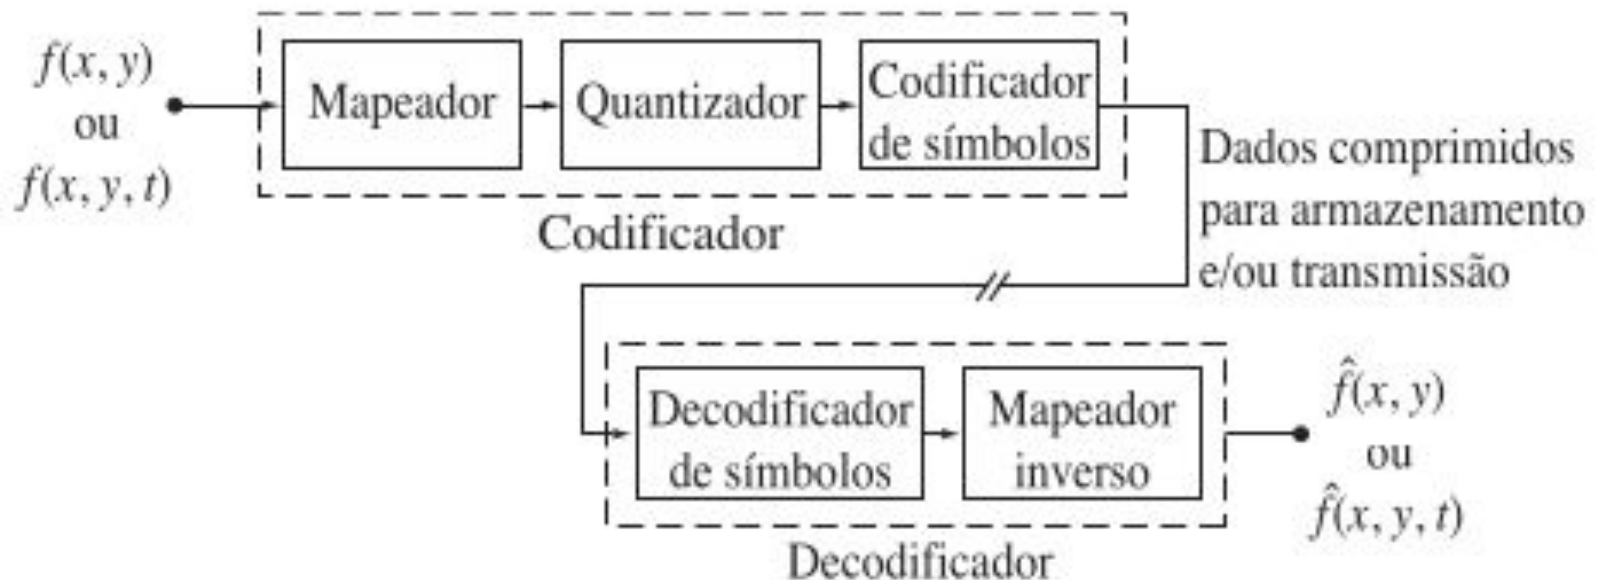 f(x, y)
ou
f(x, y, t)
Mapeador
Quantizador
Codificador
de símbolos
Codificador
Dados comprimidos
para armazenamento
e/ou transmissão
//
Decodificador
de símbolos
Mapeador
inverso
Decodificador
f̂(x, y)
ou
f̂(x, y, t)